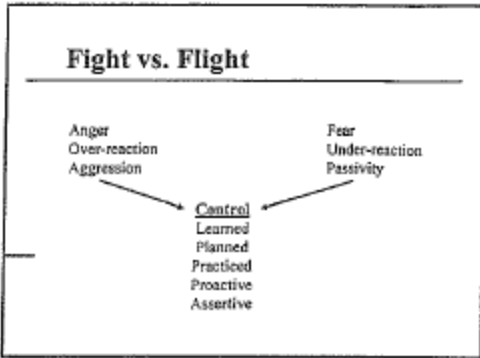 Fight vs. Flight
Anger
Over-reaction
Aggression
Fear
Under-reaction
Passivity
Control
Learned
Planned
Practiced
Proactive
Assertive